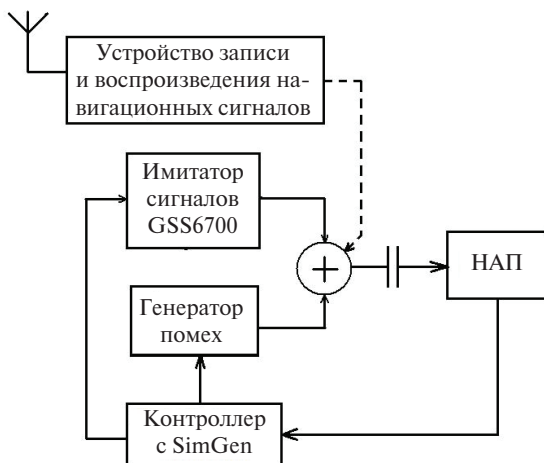 Устройство записи
и воспроизведения на-
вигационных сигналов
Имитатор
сигналов
GSS6700
НАП
Генератор
помех
Контроллер
с SimGen